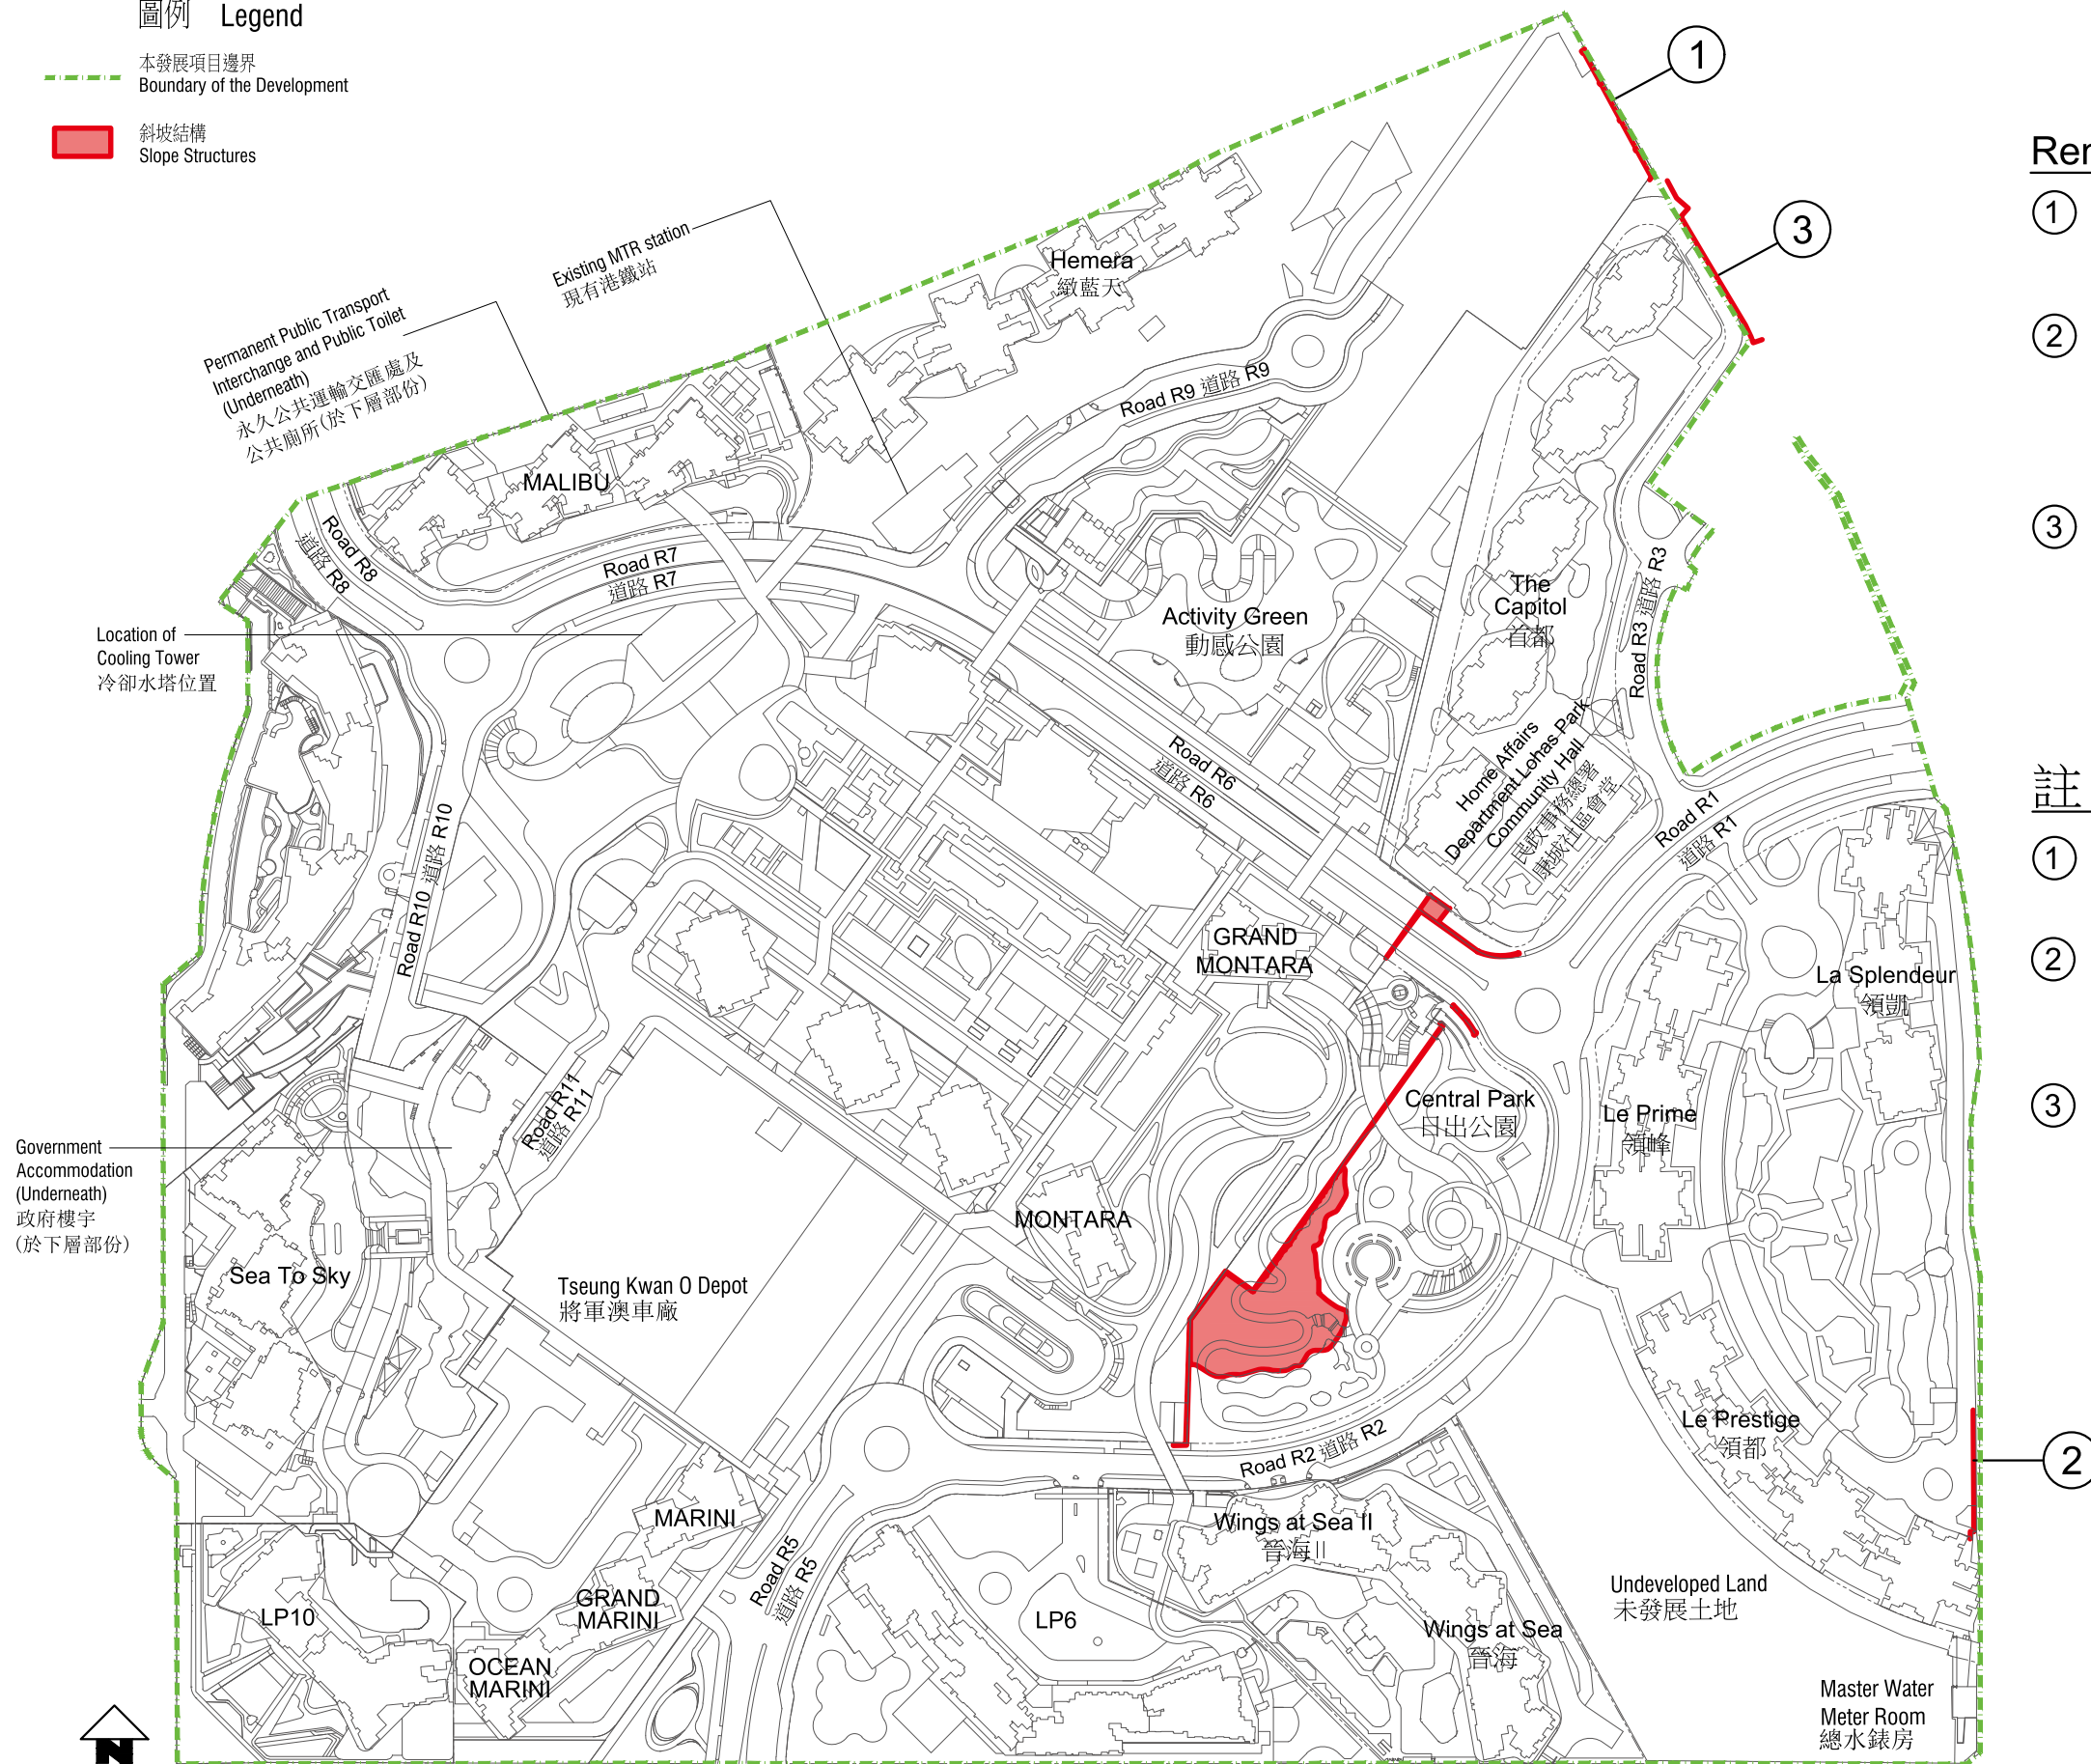 圖例 Legend
本發展項目邊界
Boundary of the Development
斜坡結構
Slope Structures
1
3
Existing MTR station
現有港鐵站
Permanent Public Transport
Interchange and Public Toilet
(Underneath)
永久公共運輸交匯處及
公共廁所(於下層部份)
Hemera
緻藍天
Road R9 道路 R9
MALIBU
Road R8
道路 R8
Road R7
道路 R7
Location of
Cooling Tower
冷卻水塔位置
Activity Green
動感公園
The
Capitol
首都
Road R3 道路 R3
Road R6
道路 R6
Home Affairs
Department Lohas Park
Community Hall
民政事務總署
康城社區會堂
Road R1
道路 R1
Road R10 道路 R10
GRAND
MONTARA
La Splendeur
領凱
Central Park
日出公園
Le Prime
領峰
Road R11
道路 R11
Government
Accommodation
(Underneath)
政府樓宇
(於下層部份)
MONTARA
Sea To Sky
Tseung Kwan O Depot
將軍澳車廠
Le Prestige
領都
2
Road R2 道路 R2
MARINI
Wings at Sea II
晉海II
Road R5
道路 R5
GRAND
MARINI
LP10
LP6
OCEAN
MARINI
Wings at Sea
晉海
Undeveloped Land
未發展土地
Master Water
Meter Room
總水錶房
N
1
2
3
註
1
2
3